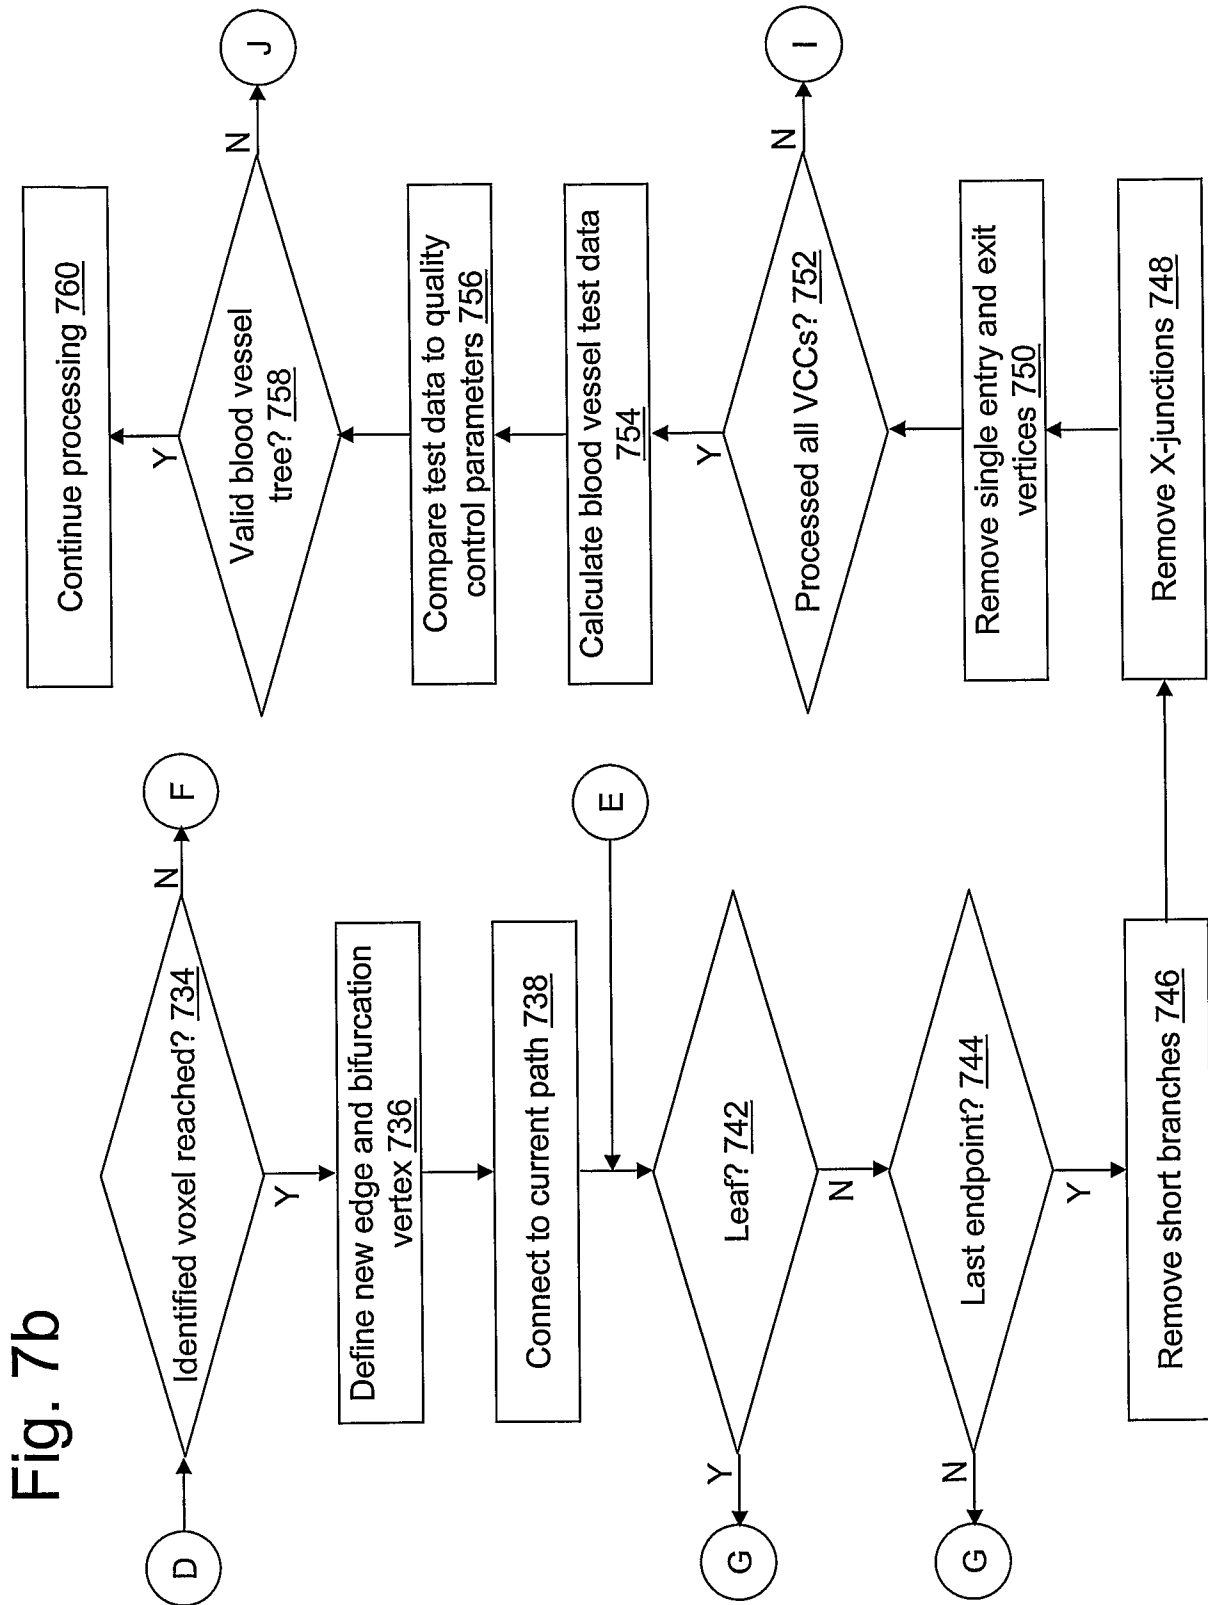 Fig. 7b
D
Identified voxel reached? 734
N
F
Y
Define new edge and bifurcation
vertex 736
Connect to current path 738
E
Leaf? 742
Y
G
N
Last endpoint? 744
N
G
Y
Remove short branches 746
Remove X-junctions 748
Remove single entry and exit
vertices 750
Processed all VCCs? 752
N
I
Y
Calculate blood vessel test data
754
Compare test data to quality
control parameters 756
Valid blood vessel
tree? 758
N
J
Y
Continue processing 760